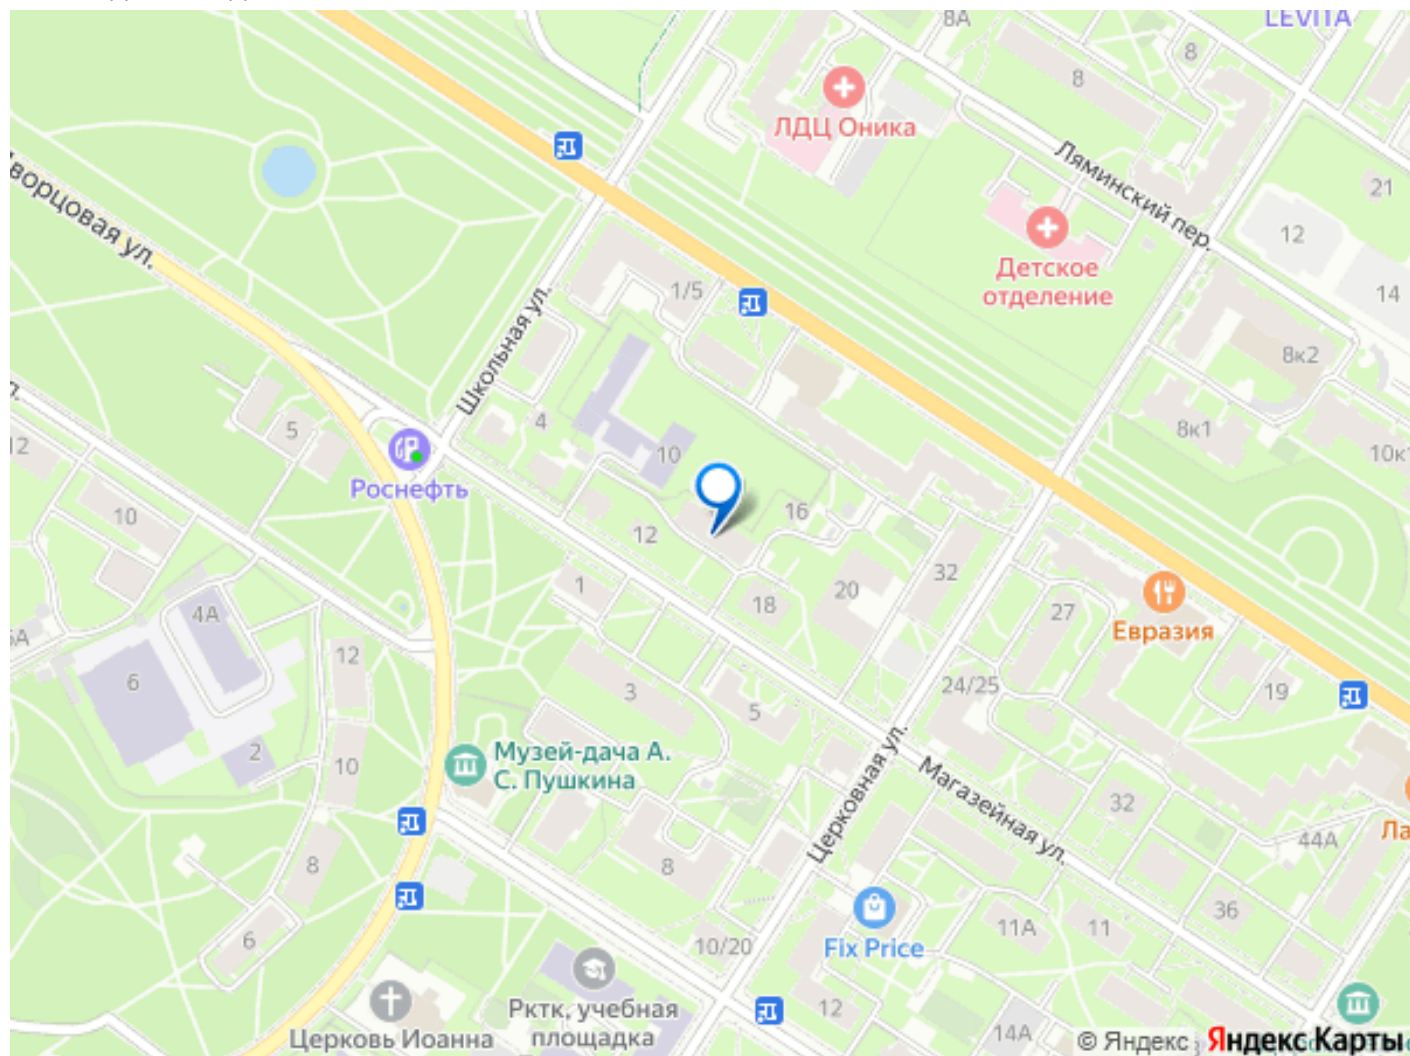 8А
LEVITA
8
8
ЛДЦ Оника
Ляминский пер.
21
12
Дворцовая ул.
Детское
отделение
14
1/5
Школьная ул.
8к2
4
5
8к1
12
10
10к1
Роснефть
10
16
12
1
18
20
32
27
Евразия
4А
12
6
3
24/25
19
5
2
10
Музей-дача А.
С. Пушкина
Церковная ул.
Магазейная ул.
32
44А
8
8
36
11А
11
6
10/20
Fix Price
Рктк, учебная
площадка
12
14А
Церковь Иоанна
© Яндекс
Яндекс Карты